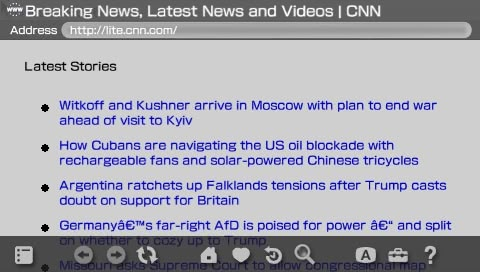 www Breaking News, Latest News and Videos | CNN
Address http://lite.cnn.com/
Latest Stories
Witkoff and Kushner arrive in Moscow with plan to end war
ahead of visit to Kyiv
How Cubans are navigating the US oil blockade with
rechargeable fans and solar-powered Chinese tricycles
Argentina ratchets up Falklands tensions after Trump casts
doubt on support for Britain
Germanyâ€™s far-right AfD is poised for power â€“ and split
on whether to cozy up to Trump
Missouri asks Supreme Court to allow congressional map
A
?